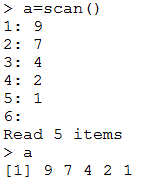 > a=scan()
1: 9
2: 7
3: 4
4: 2
5: 1
6:
Read 5 items
> a
[1] 9 7 4 2 1